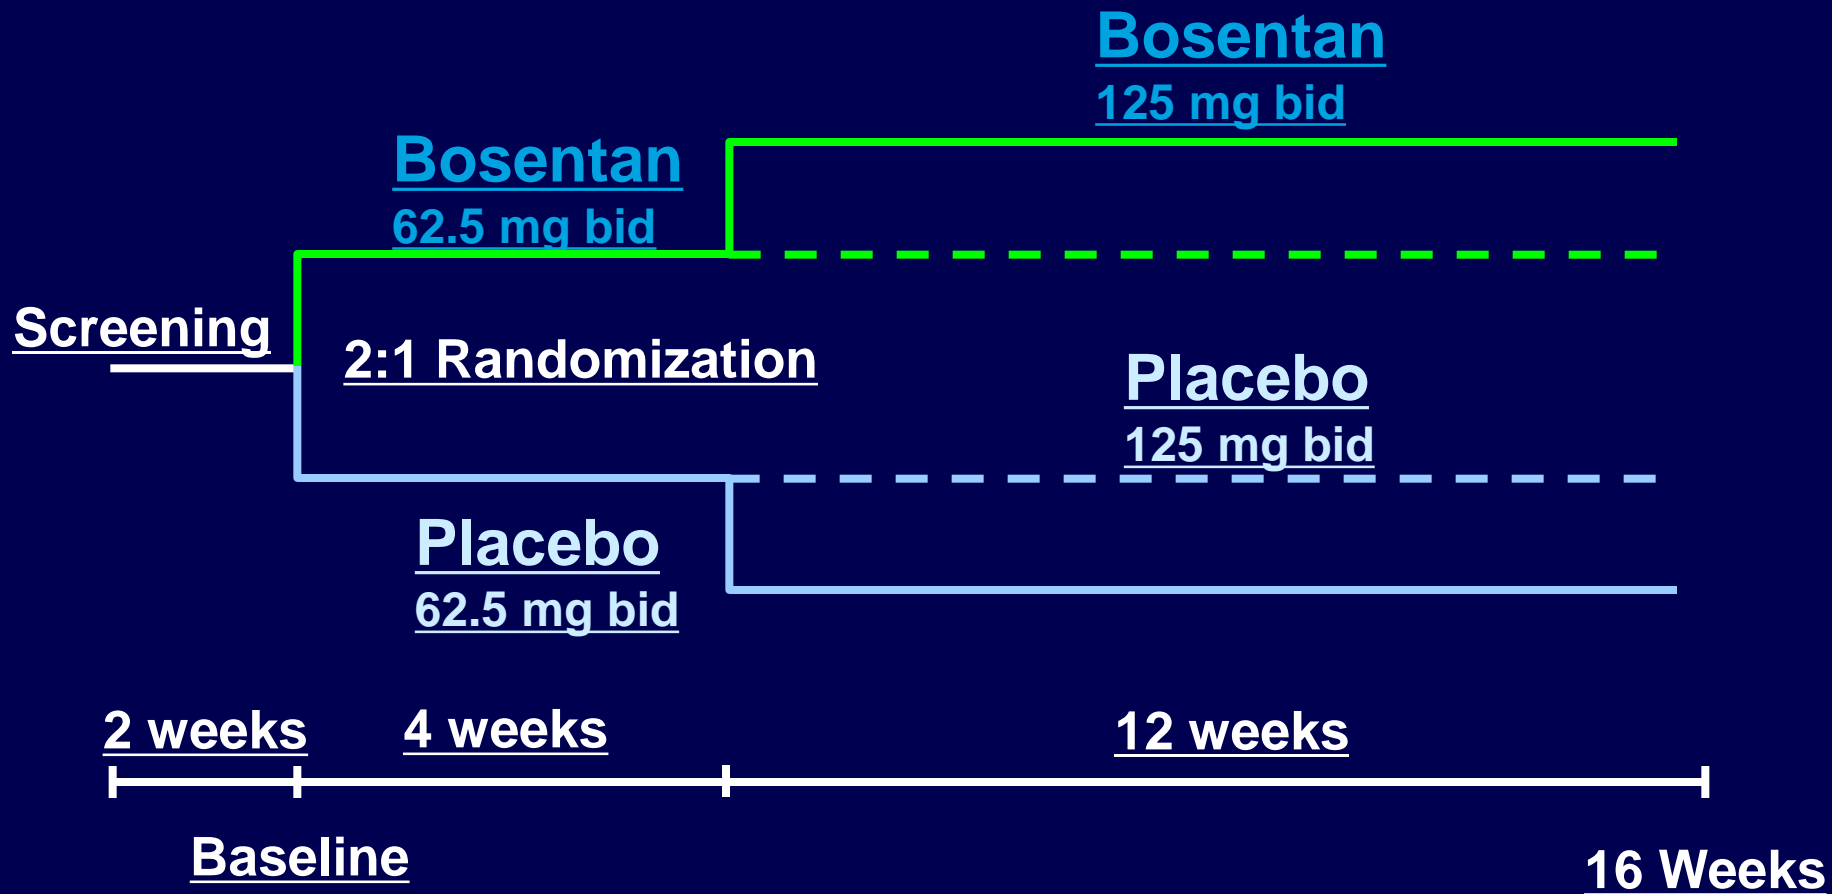 Bosentan
125 mg bid
Bosentan
62.5 mg bid
Screening
2:1 Randomization
Placebo
125 mg bid
Placebo
62.5 mg bid
2 weeks
4 weeks
12 weeks
Baseline
16 Weeks